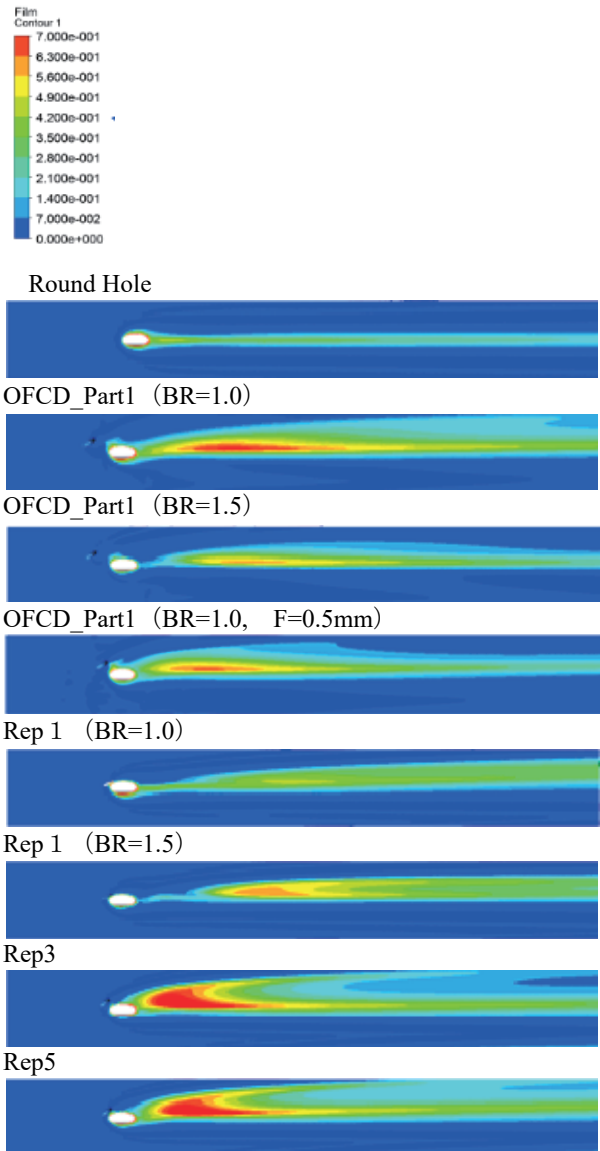 Film
Contour 1
7.000e-001
6.300e-001
5.600e-001
4.900e-001
4.200e-001
3.500e-001
2.800e-001
2.100e-001
1.400e-001
7.000e-002
0.000e+000
Round Hole
OFCD_Part1 （BR=1.0）
OFCD_Part1 （BR=1.5）
OFCD_Part1 （BR=1.0, F=0.5mm）
Rep 1 （BR=1.0）
Rep 1 （BR=1.5）
Rep3
Rep5